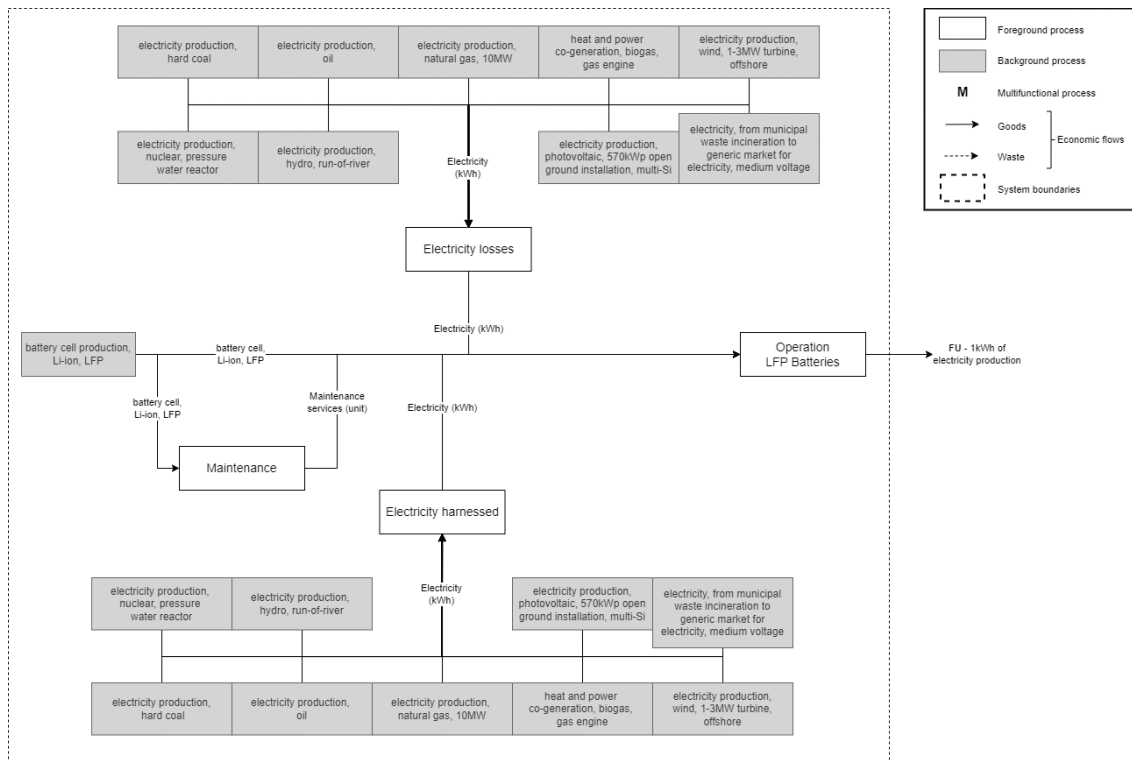 electricity production,
hard coal
electricity production,
oil
electricity production,
natural gas, 10MW
heat and power
co-generation, biogas,
gas engine
electricity production,
wind, 1-3MW turbine,
offshore
electricity production,
nuclear, pressure
water reactor
electricity production,
hydro, run-of-river
Electricity
(kWh)
electricity production,
photovoltaic, 570kWp open
ground installation, multi-Si
electricity, from municipal
waste incineration to
generic market for
electricity, medium voltage
Electricity losses
Electricity (kWh)
battery cell production,
Li-ion, LFP
battery cell,
Li-ion, LFP
Operation
LFP Batteries
FU - 1kWh of
electricity production
battery cell,
Li-ion, LFP
Maintenance
services (unit)
Electricity (kWh)
Maintenance
Electricity harnessed
electricity production,
nuclear, pressure
water reactor
electricity production,
hydro, run-of-river
Electricity
(kWh)
electricity production,
photovoltaic, 570kWp open
ground installation, multi-Si
electricity, from municipal
waste incineration to
generic market for
electricity, medium voltage
electricity production,
hard coal
electricity production,
oil
electricity production,
natural gas, 10MW
heat and power
co-generation, biogas,
gas engine
electricity production,
wind, 1-3MW turbine,
offshore
Foreground process
Background process
M Multifunctional process
Goods
Economic flows
Waste
System boundaries